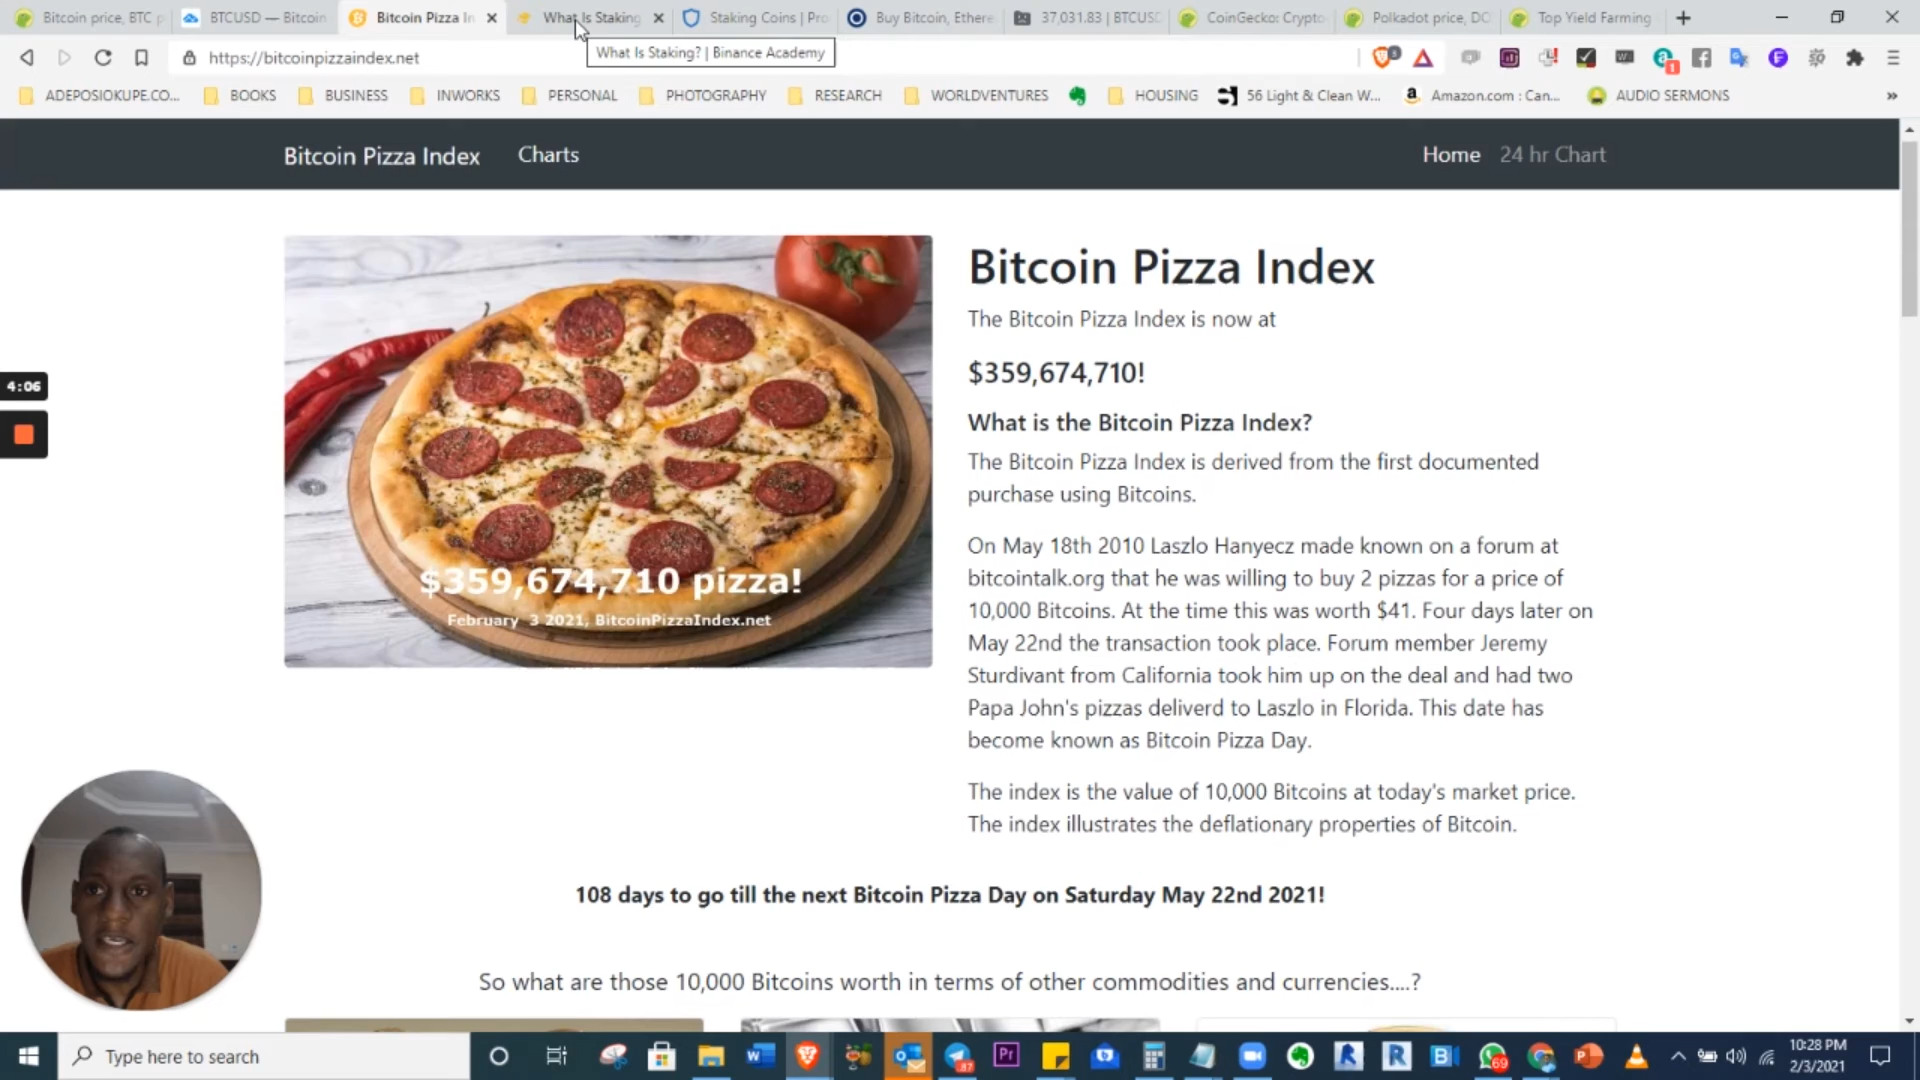 Bitcoin price, BTC p
BTCUSD — Bitcoin
Bitcoin Pizza In
What Is Staking
Staking Coins | Pro
Buy Bitcoin, Ethere
37,031.83 | BTCUSD
CoinGecko: Crypto
Polkadot price, DO
Top Yield Farming
https://bitcoinpizzaindex.net
What Is Staking? | Binance Academy
ADEPOSIOKUPE.CO...
BOOKS
BUSINESS
INWORKS
PERSONAL
PHOTOGRAPHY
RESEARCH
WORLDVENTURES
HOUSING
56 Light & Clean W...
Amazon.com : Can...
AUDIO SERMONS
Bitcoin Pizza Index
Charts
Home
24 hr Chart
4:06
$359,674,710 pizza!
February 3 2021, BitcoinPizzaIndex.net
Bitcoin Pizza Index
The Bitcoin Pizza Index is now at
$359,674,710!
What is the Bitcoin Pizza Index?
The Bitcoin Pizza Index is derived from the first documented
purchase using Bitcoins.
On May 18th 2010 Laszlo Hanyecz made known on a forum at
bitcointalk.org that he was willing to buy 2 pizzas for a price of
10,000 Bitcoins. At the time this was worth $41. Four days later on
May 22nd the transaction took place. Forum member Jeremy
Sturdivant from California took him up on the deal and had two
Papa John's pizzas deliverd to Laszlo in Florida. This date has
become known as Bitcoin Pizza Day.
The index is the value of 10,000 Bitcoins at today's market price.
The index illustrates the deflationary properties of Bitcoin.
108 days to go till the next Bitcoin Pizza Day on Saturday May 22nd 2021!
So what are those 10,000 Bitcoins worth in terms of other commodities and currencies....?
Type here to search
10:28 PM
2/3/2021